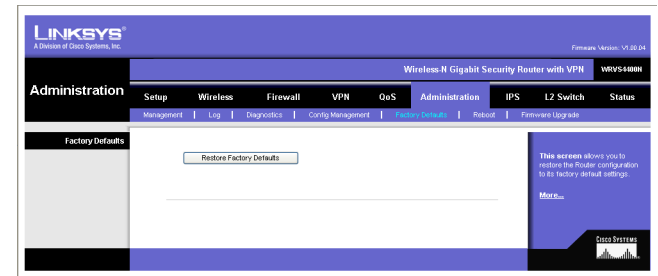 LINKSYS®
A Division of Cisco Systems, Inc.
Firmware Version: V1.00.04
Wireless-N Gigabit Security Router with VPN WRVS4400N
Administration
Setup Wireless Firewall VPN QoS Administration IPS L2 Switch Status
Management | Log | Diagnostics | Config Management | Factory Defaults | Reboot | Firmware Upgrade
Factory Defaults
Restore Factory Defaults
This screen allows you to
restore the Router configuration
to its factory default settings.
More...
CISCO SYSTEMS